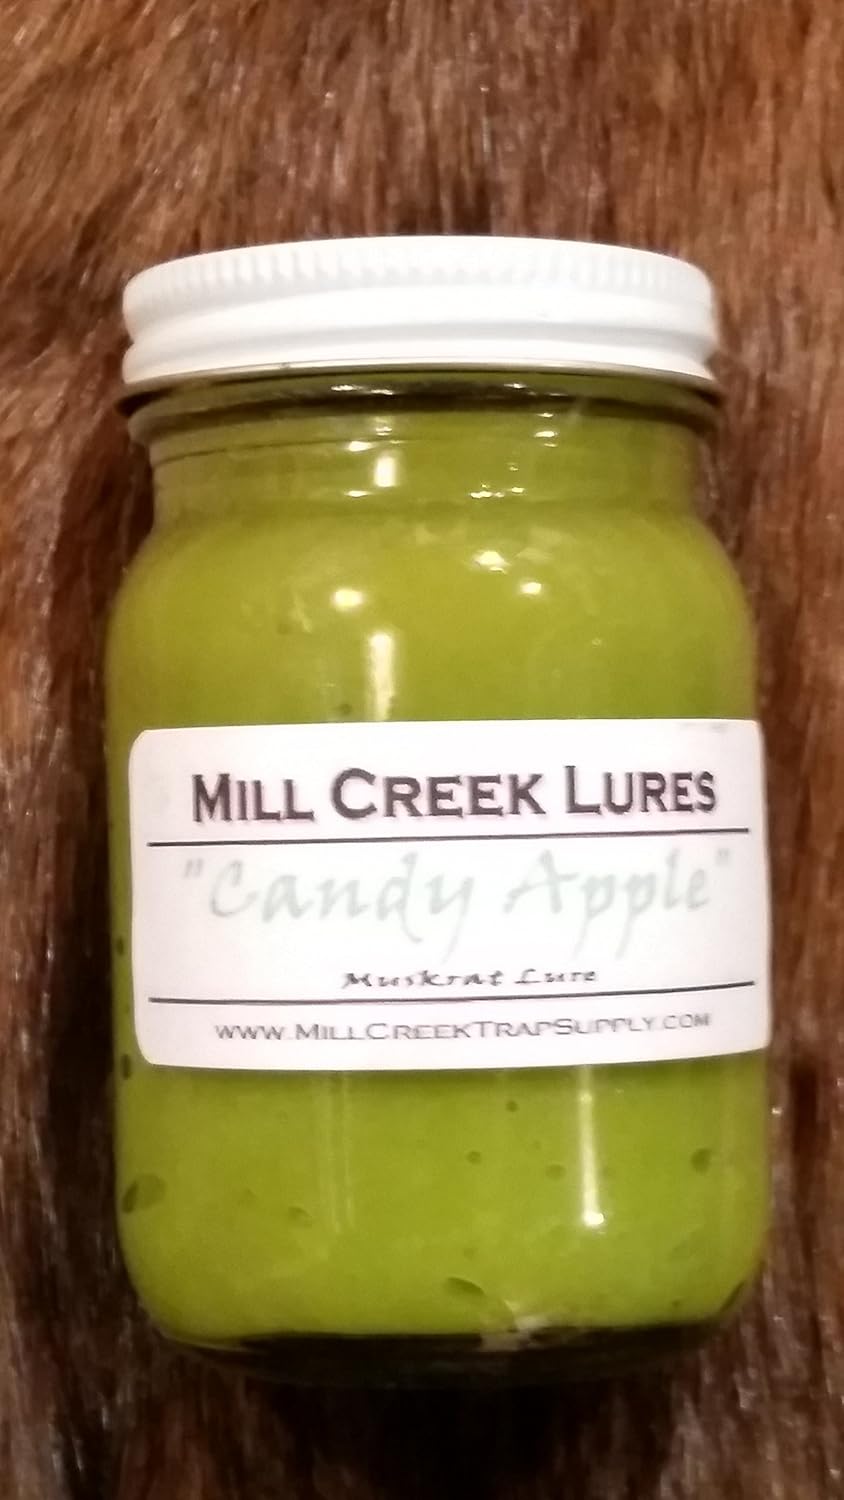 MILL CREEK LURES
"Candy Apple"
Muskrat Lure
WWW.MILLCREEKTRAPSUPPLY.COM